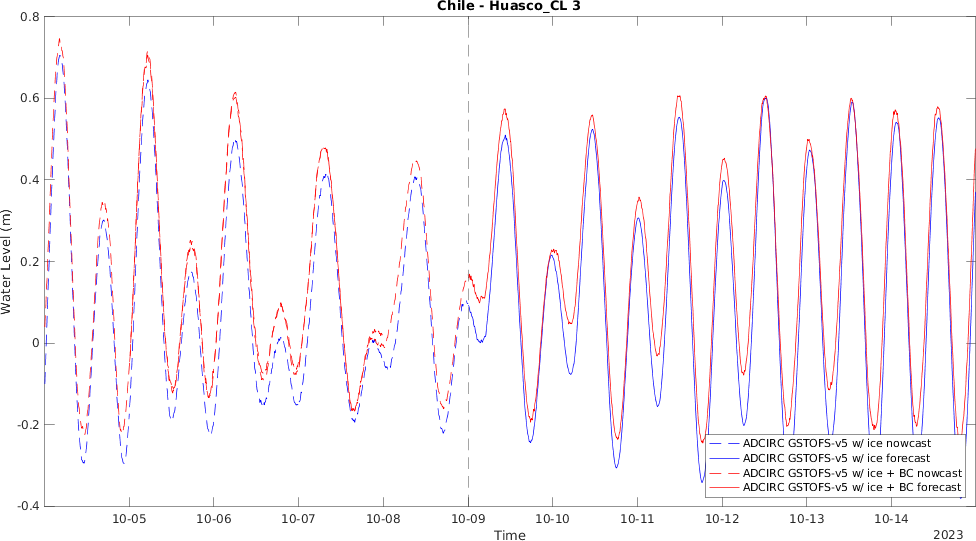 Chile - Huasco_CL 3
0.8
0.6
0.4
0.2
0
-0.2
-0.4
Water Level (m)
ADCIRC GSTOFS-v5 w/ ice nowcast
ADCIRC GSTOFS-v5 w/ ice forecast
ADCIRC GSTOFS-v5 w/ ice + BC nowcast
ADCIRC GSTOFS-v5 w/ ice + BC forecast
10-05 10-06 10-07 10-08 10-09 10-10 10-11 10-12 10-13 10-14
Time
2023